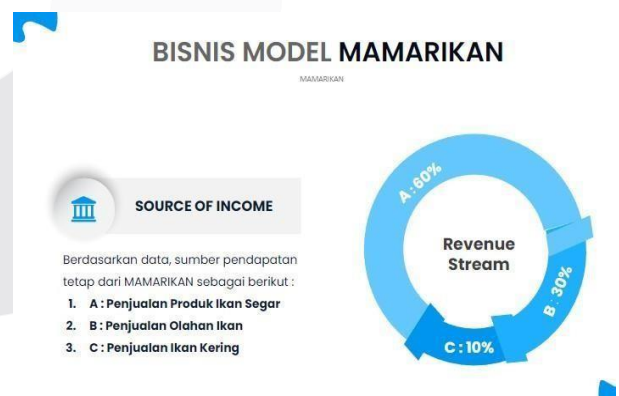 BISNIS MODEL MAMARIKAN
MAMARIKAN
SOURCE OF INCOME
Berdasarkan data, sumber pendapatan
tetap dari MAMARIKAN sebagai berikut :
1. A : Penjualan Produk Ikan Segar
2. B : Penjualan Olahan Ikan
3. C : Penjualan Ikan Kering
A : 60%
Revenue
Stream
B : 30%
C : 10%